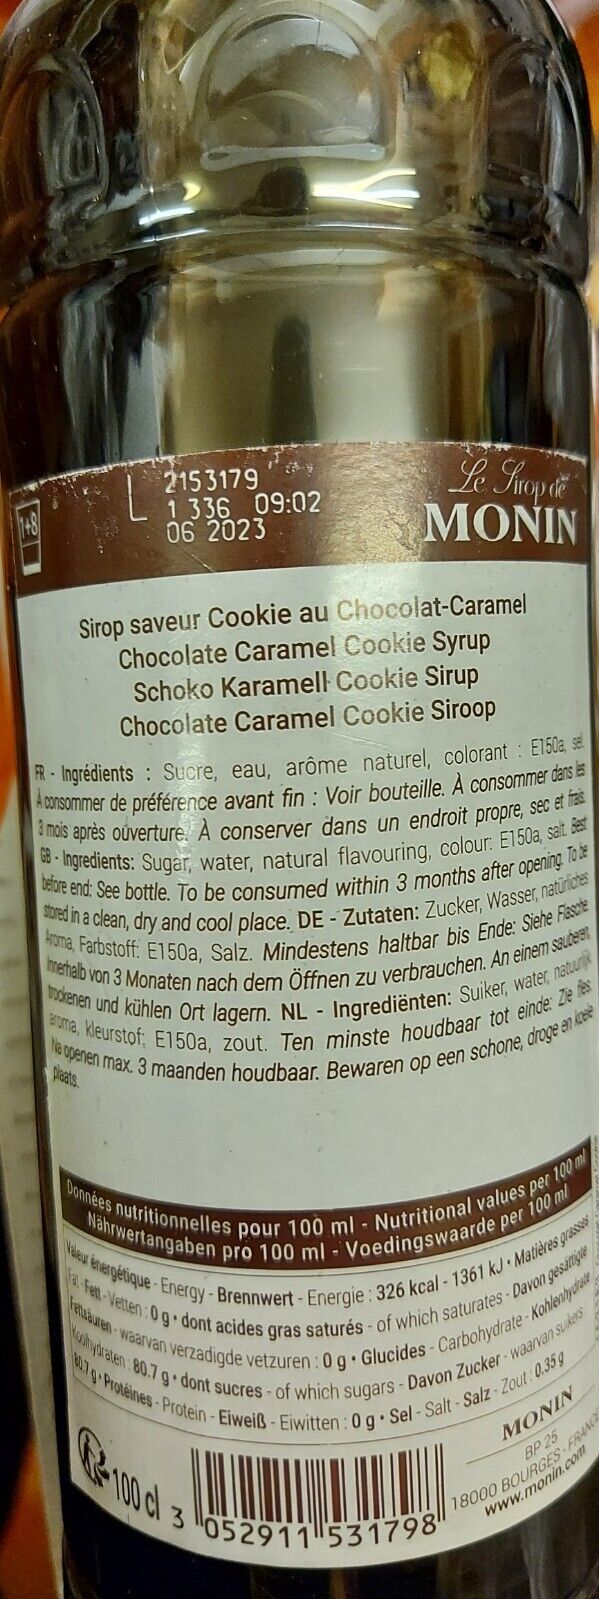 1+8
L 2153179
1 336 09:02
06 2023
Le Sirop de
MONIN
Sirop saveur Cookie au Chocolat-Caramel
Chocolate Caramel Cookie Syrup
Schoko Karamell Cookie Sirup
Chocolate Caramel Cookie Siroop
FR - Ingrédients : Sucre, eau, arôme naturel, colorant : E150a, sel.
À consommer de préférence avant fin : Voir bouteille. À consommer dans les
3 mois après ouverture. À conserver dans un endroit propre, sec et frais.
GB - Ingredients: Sugar, water, natural flavouring, colour: E150a, salt. Best
before end: See bottle. To be consumed within 3 months after opening. To be
stored in a clean, dry and cool place. DE - Zutaten: Zucker, Wasser, natürliches
Aroma, Farbstoff: E150a, Salz. Mindestens haltbar bis Ende: Siehe Flasche.
Innerhalb von 3 Monaten nach dem Öffnen zu verbrauchen. An einem sauberen,
trockenen und kühlen Ort lagern. NL - Ingrediënten: Suiker, water, natuurlijk
aroma, kleurstof: E150a, zout. Ten minste houdbaar tot einde: Zie fles.
Na openen max. 3 maanden houdbaar. Bewaren op een schone, droge en koele
plaats.
Données nutritionnelles pour 100 ml - Nutritional values per 100 ml
Nährwertangaben pro 100 ml - Voedingswaarde per 100 ml
Valeur énergétique - Energy - Brennwert - Energie : 326 kcal - 1361 kJ • Matières grasses
Fat - Fett - Vetten : 0 g • dont acides gras saturés - of which saturates - Davon gesättigte
Fettsäuren - waarvan verzadigde vetzuren : 0 g • Glucides - Carbohydrate - Kohlenhydrate
Koolhydraten : 80.7 g • dont sucres - of which sugars - Davon Zucker - waarvan suikers :
80.7 g • Protéines - Protein - Eiweiß - Eiwitten : 0 g • Sel - Salt - Salz - Zout : 0.35 g
100 cl
3 052911 531798
MONIN
BP 25
18000 BOURGES - FRANCE
www.monin.com